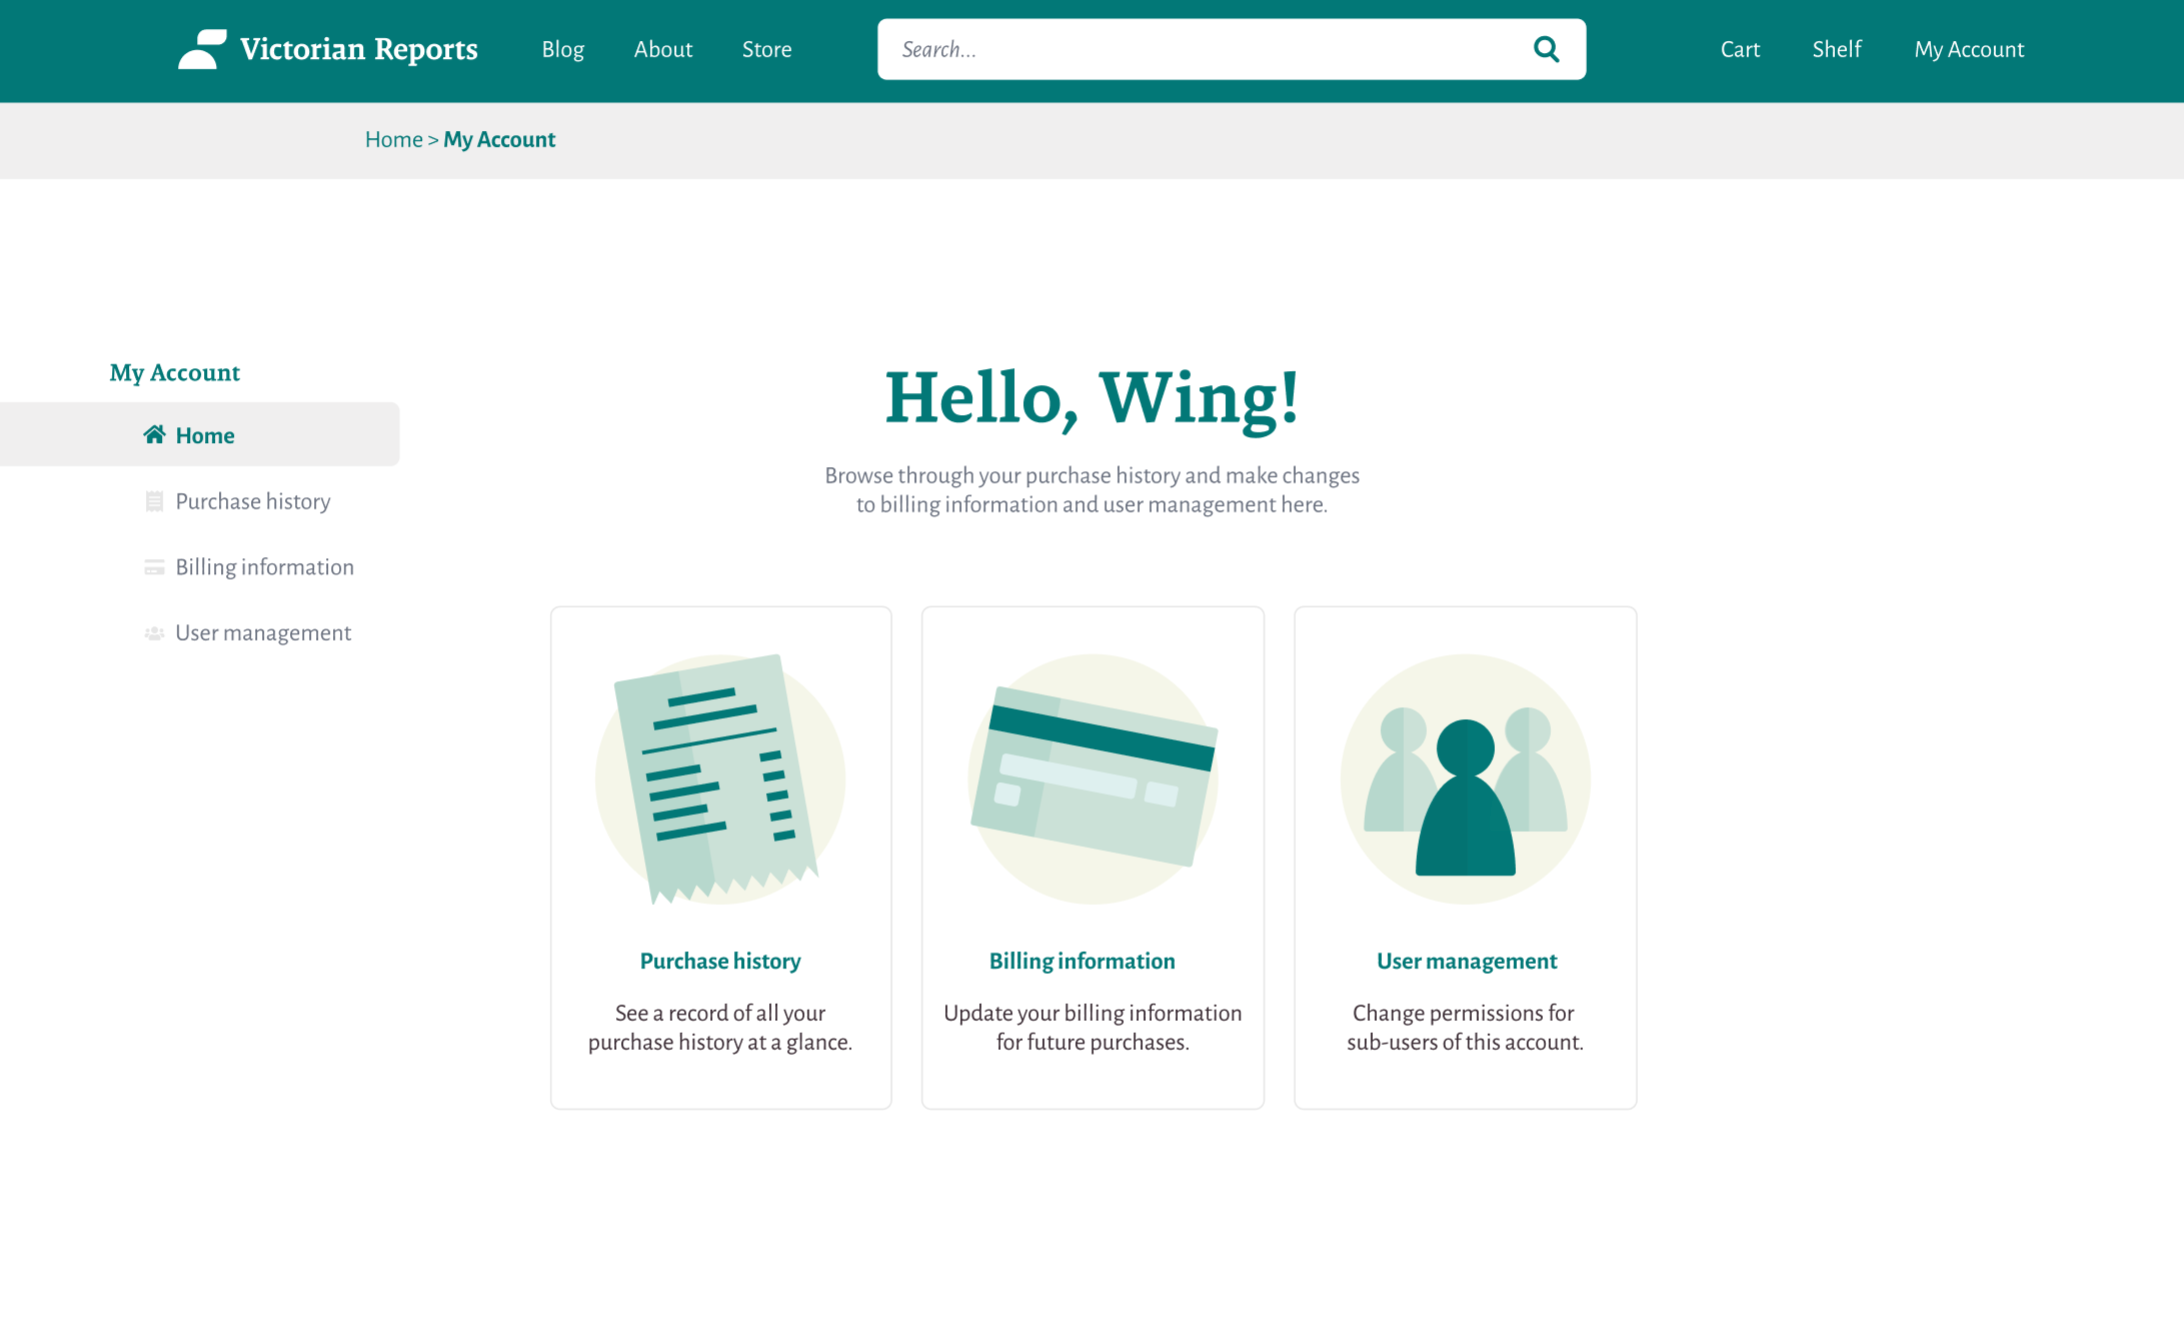 Victorian Reports
Blog
About
Store
Search...
Cart
Shelf
My Account
Home > My Account
My Account
Home
Purchase history
Billing information
User management
Hello, Wing!
Browse through your purchase history and make changes
to billing information and user management here.
Purchase history
See a record of all your
purchase history at a glance.
Billing information
Update your billing information
for future purchases.
User management
Change permissions for
sub-users of this account.